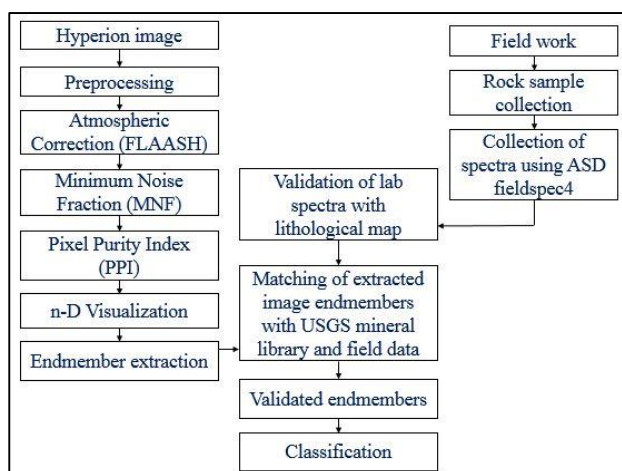 Hyperion image
Preprocessing
Atmospheric
Correction (FLAASH)
Minimum Noise
Fraction (MNF)
Pixel Purity Index
(PPI)
n-D Visualization
Endmember extraction
Field work
Rock sample
collection
Collection of
spectra using ASD
fieldspec4
Validation of lab
spectra with
lithological map
Matching of extracted
image endmembers
with USGS mineral
library and field data
Validated endmembers
Classification